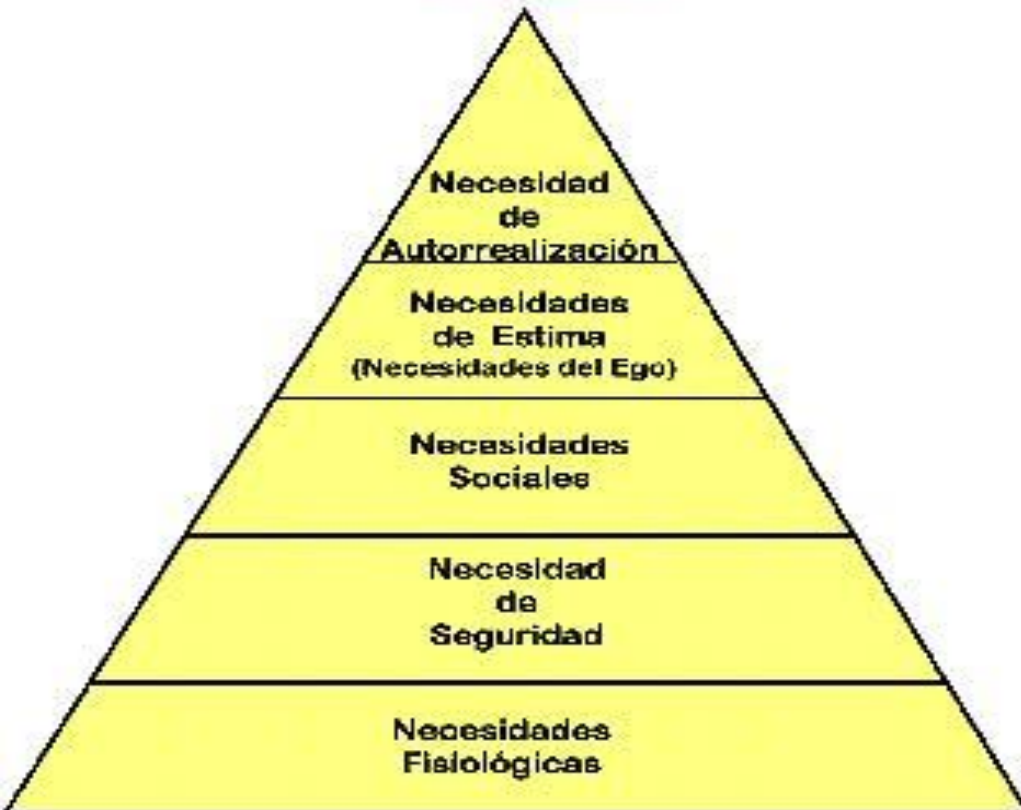 Necesidad
de
Autorrealización
Necesidades
de Estima
(Necesidades del Ego)
Necesidades
Sociales
Necesidad
de
Seguridad
Necesidades
Fisiológicas